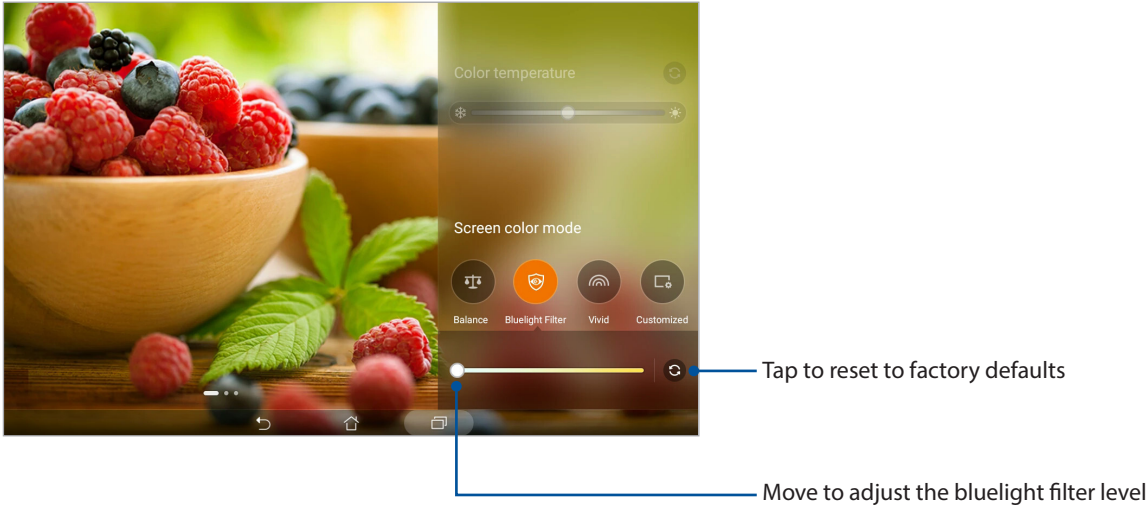 Color temperature
Screen color mode
Balance Bluelight Filter Vivid Customized
Tap to reset to factory defaults
Move to adjust the bluelight filter level